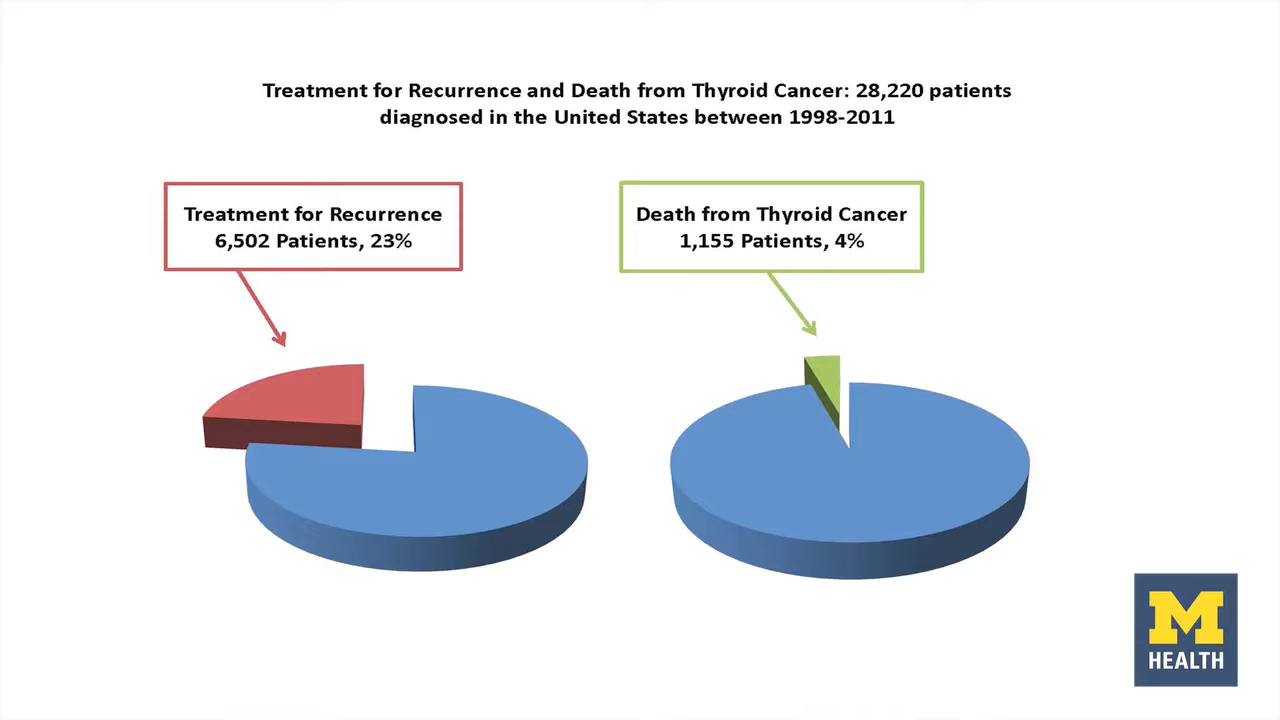 Treatment for Recurrence and Death from Thyroid Cancer: 28,220 patients
diagnosed in the United States between 1998-2011
Treatment for Recurrence
6,502 Patients, 23%
Death from Thyroid Cancer
1,155 Patients, 4%
M
HEALTH